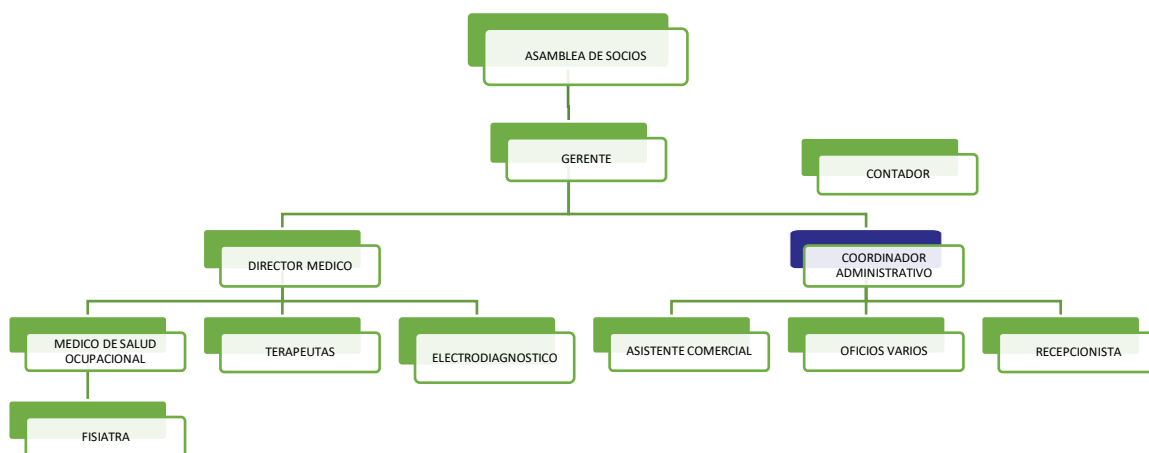 ASAMBLEA DE SOCIOS
GERENTE
CONTADOR
DIRECTOR MEDICO
COORDINADOR
ADMINISTRATIVO
MEDICO DE SALUD
OCUPACIONAL
TERAPEUTAS
ELECTRODIAGNOSTICO
ASISTENTE COMERCIAL
OFICIOS VARIOS
RECEPCIONISTA
FISIATRA